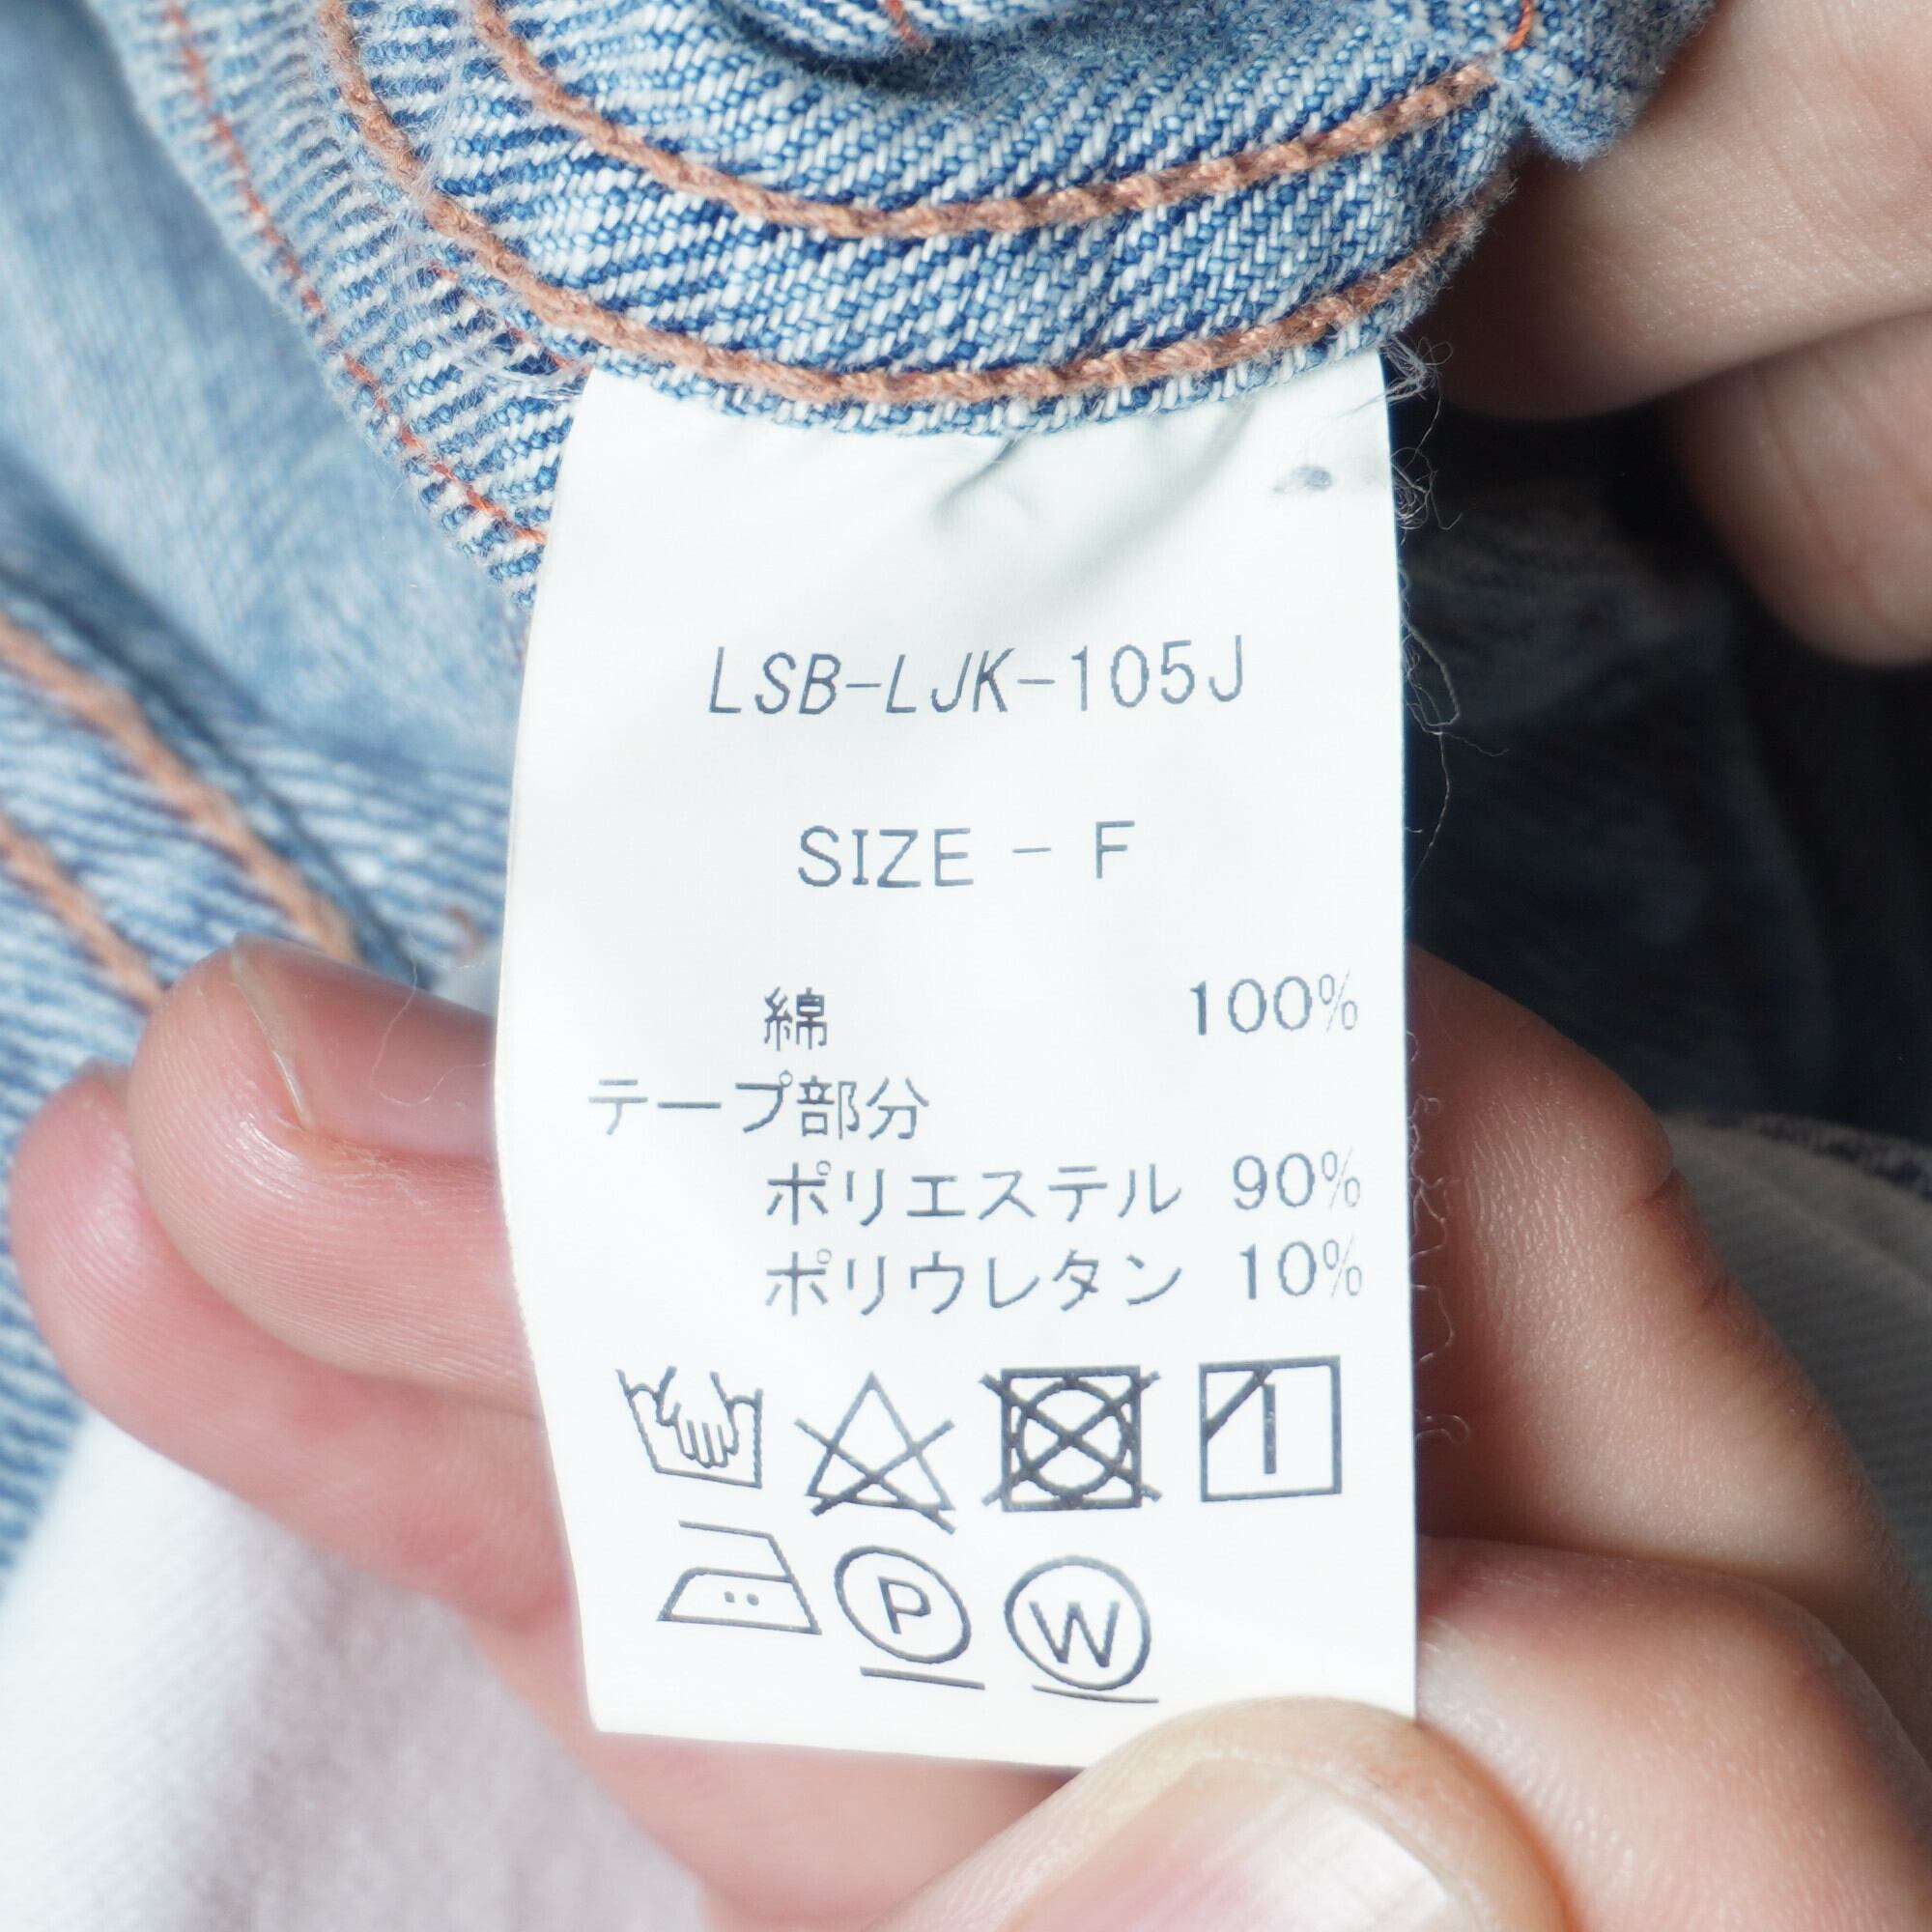 LSB-LJK-105J
SIZE - F
綿 100%
テープ部分
ポリエステル 90%
ポリウレタン 10%
P W